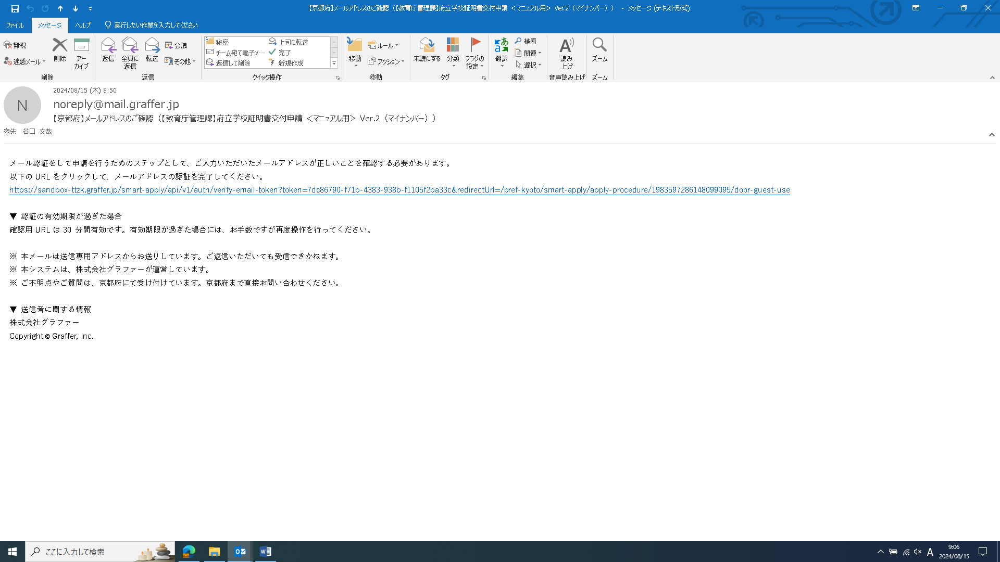 【京都府】メールアドレスのご確認（【教育庁管理課】府立学校証明書交付申請 ＜マニュアル用＞ Ver.2（マイナンバー）） - メッセージ (テキスト形式)
ファイル メッセージ ヘルプ 実行したい作業を入力してください
無視
迷惑メール
削除
アーカイブ
削除
返信
全員に返信
転送
会議
その他
返信
秘密
チーム宛て電子メ…
返信して削除
上司に転送
完了
新規作成
クイック操作
移動
ルール
アクション
移動
未読にする
分類
フラグの設定
タグ
翻訳
検索
関連
選択
編集
読み上げ
音声読み上げ
ズーム
ズーム
N
2024/08/15 (木) 8:50
noreply@mail.graffer.jp
【京都府】メールアドレスのご確認（【教育庁管理課】府立学校証明書交付申請 ＜マニュアル用＞ Ver.2（マイナンバー））
宛先 谷口 文哉
メール認証をして申請を行うためのステップとして、ご入力いただいたメールアドレスが正しいことを確認する必要があります。
以下の URL をクリックして、メールアドレスの認証を完了してください。
https://sandbox-ttzk.graffer.jp/smart-apply/api/v1/auth/verify-email-token?token=7dc86790-f71b-4383-938b-f1105f2ba33c&redirectUrl=/pref-kyoto/smart-apply/apply-procedure/1983597286148099095/door-guest-use
▼ 認証の有効期限が過ぎた場合
確認用 URL は 30 分間有効です。有効期限が過ぎた場合には、お手数ですが再度操作を行ってください。
※ 本メールは送信専用アドレスからお送りしています。ご返信いただいても受信できかねます。
※ 本システムは、株式会社グラファーが運営しています。
※ ご不明点やご質問は、京都府にて受け付けています。京都府まで直接お問い合わせください。
▼ 送信者に関する情報
株式会社グラファー
Copyright © Graffer, Inc.
ここに入力して検索
A
9:06
2024/08/15